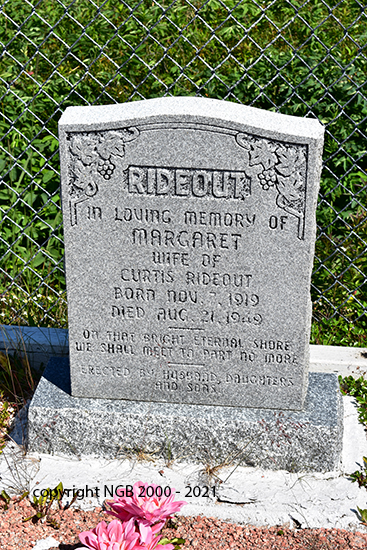 RIDEOUT
IN LOVING MEMORY OF
MARGARET
WIFE OF
CURTIS RIDEOUT
BORN NOV. 7, 1919
DIED AUG. 21, 1949
ON THAT BRIGHT ETERNAL SHORE
WE SHALL MEET TO PART NO MORE
ERECTED BY HUSBAND, DAUGHTERS
AND SONS
© copyright NGB 2000 - 2021